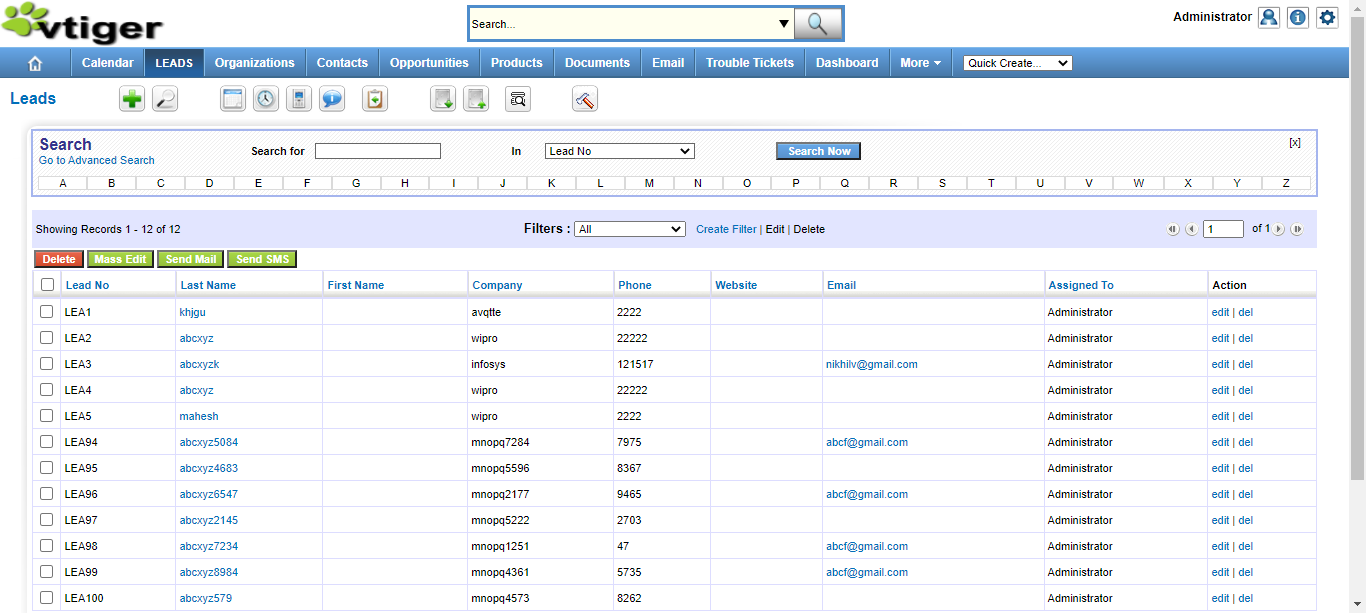 vtiger
Search...
Administrator
Calendar LEADS Organizations Contacts Opportunities Products Documents Email Trouble Tickets Dashboard More Quick Create...
Leads
Search
Go to Advanced Search
Search for In Lead No Search Now [x]
A B C D E F G H I J K L M N O P Q R S T U V W X Y Z
Showing Records 1 - 12 of 12 Filters : All Create Filter | Edit | Delete 1 of 1
Delete Mass Edit Send Mail Send SMS
Lead No Last Name First Name Company Phone Website Email Assigned To Action
LEA1 khjgu avqtte 2222 Administrator edit | del
LEA2 abcxyz wipro 22222 Administrator edit | del
LEA3 abcxyzk infosys 121517 nikhilv@gmail.com Administrator edit | del
LEA4 abcxyz wipro 22222 Administrator edit | del
LEA5 mahesh wipro 2222 Administrator edit | del
LEA94 abcxyz5084 mnopq7284 7975 abcf@gmail.com Administrator edit | del
LEA95 abcxyz4683 mnopq5596 8367 Administrator edit | del
LEA96 abcxyz6547 mnopq2177 9465 abcf@gmail.com Administrator edit | del
LEA97 abcxyz2145 mnopq5222 2703 Administrator edit | del
LEA98 abcxyz7234 mnopq1251 47 abcf@gmail.com Administrator edit | del
LEA99 abcxyz8984 mnopq4361 5735 abcf@gmail.com Administrator edit | del
LEA100 abcxyz579 mnopq4573 8262 Administrator edit | del